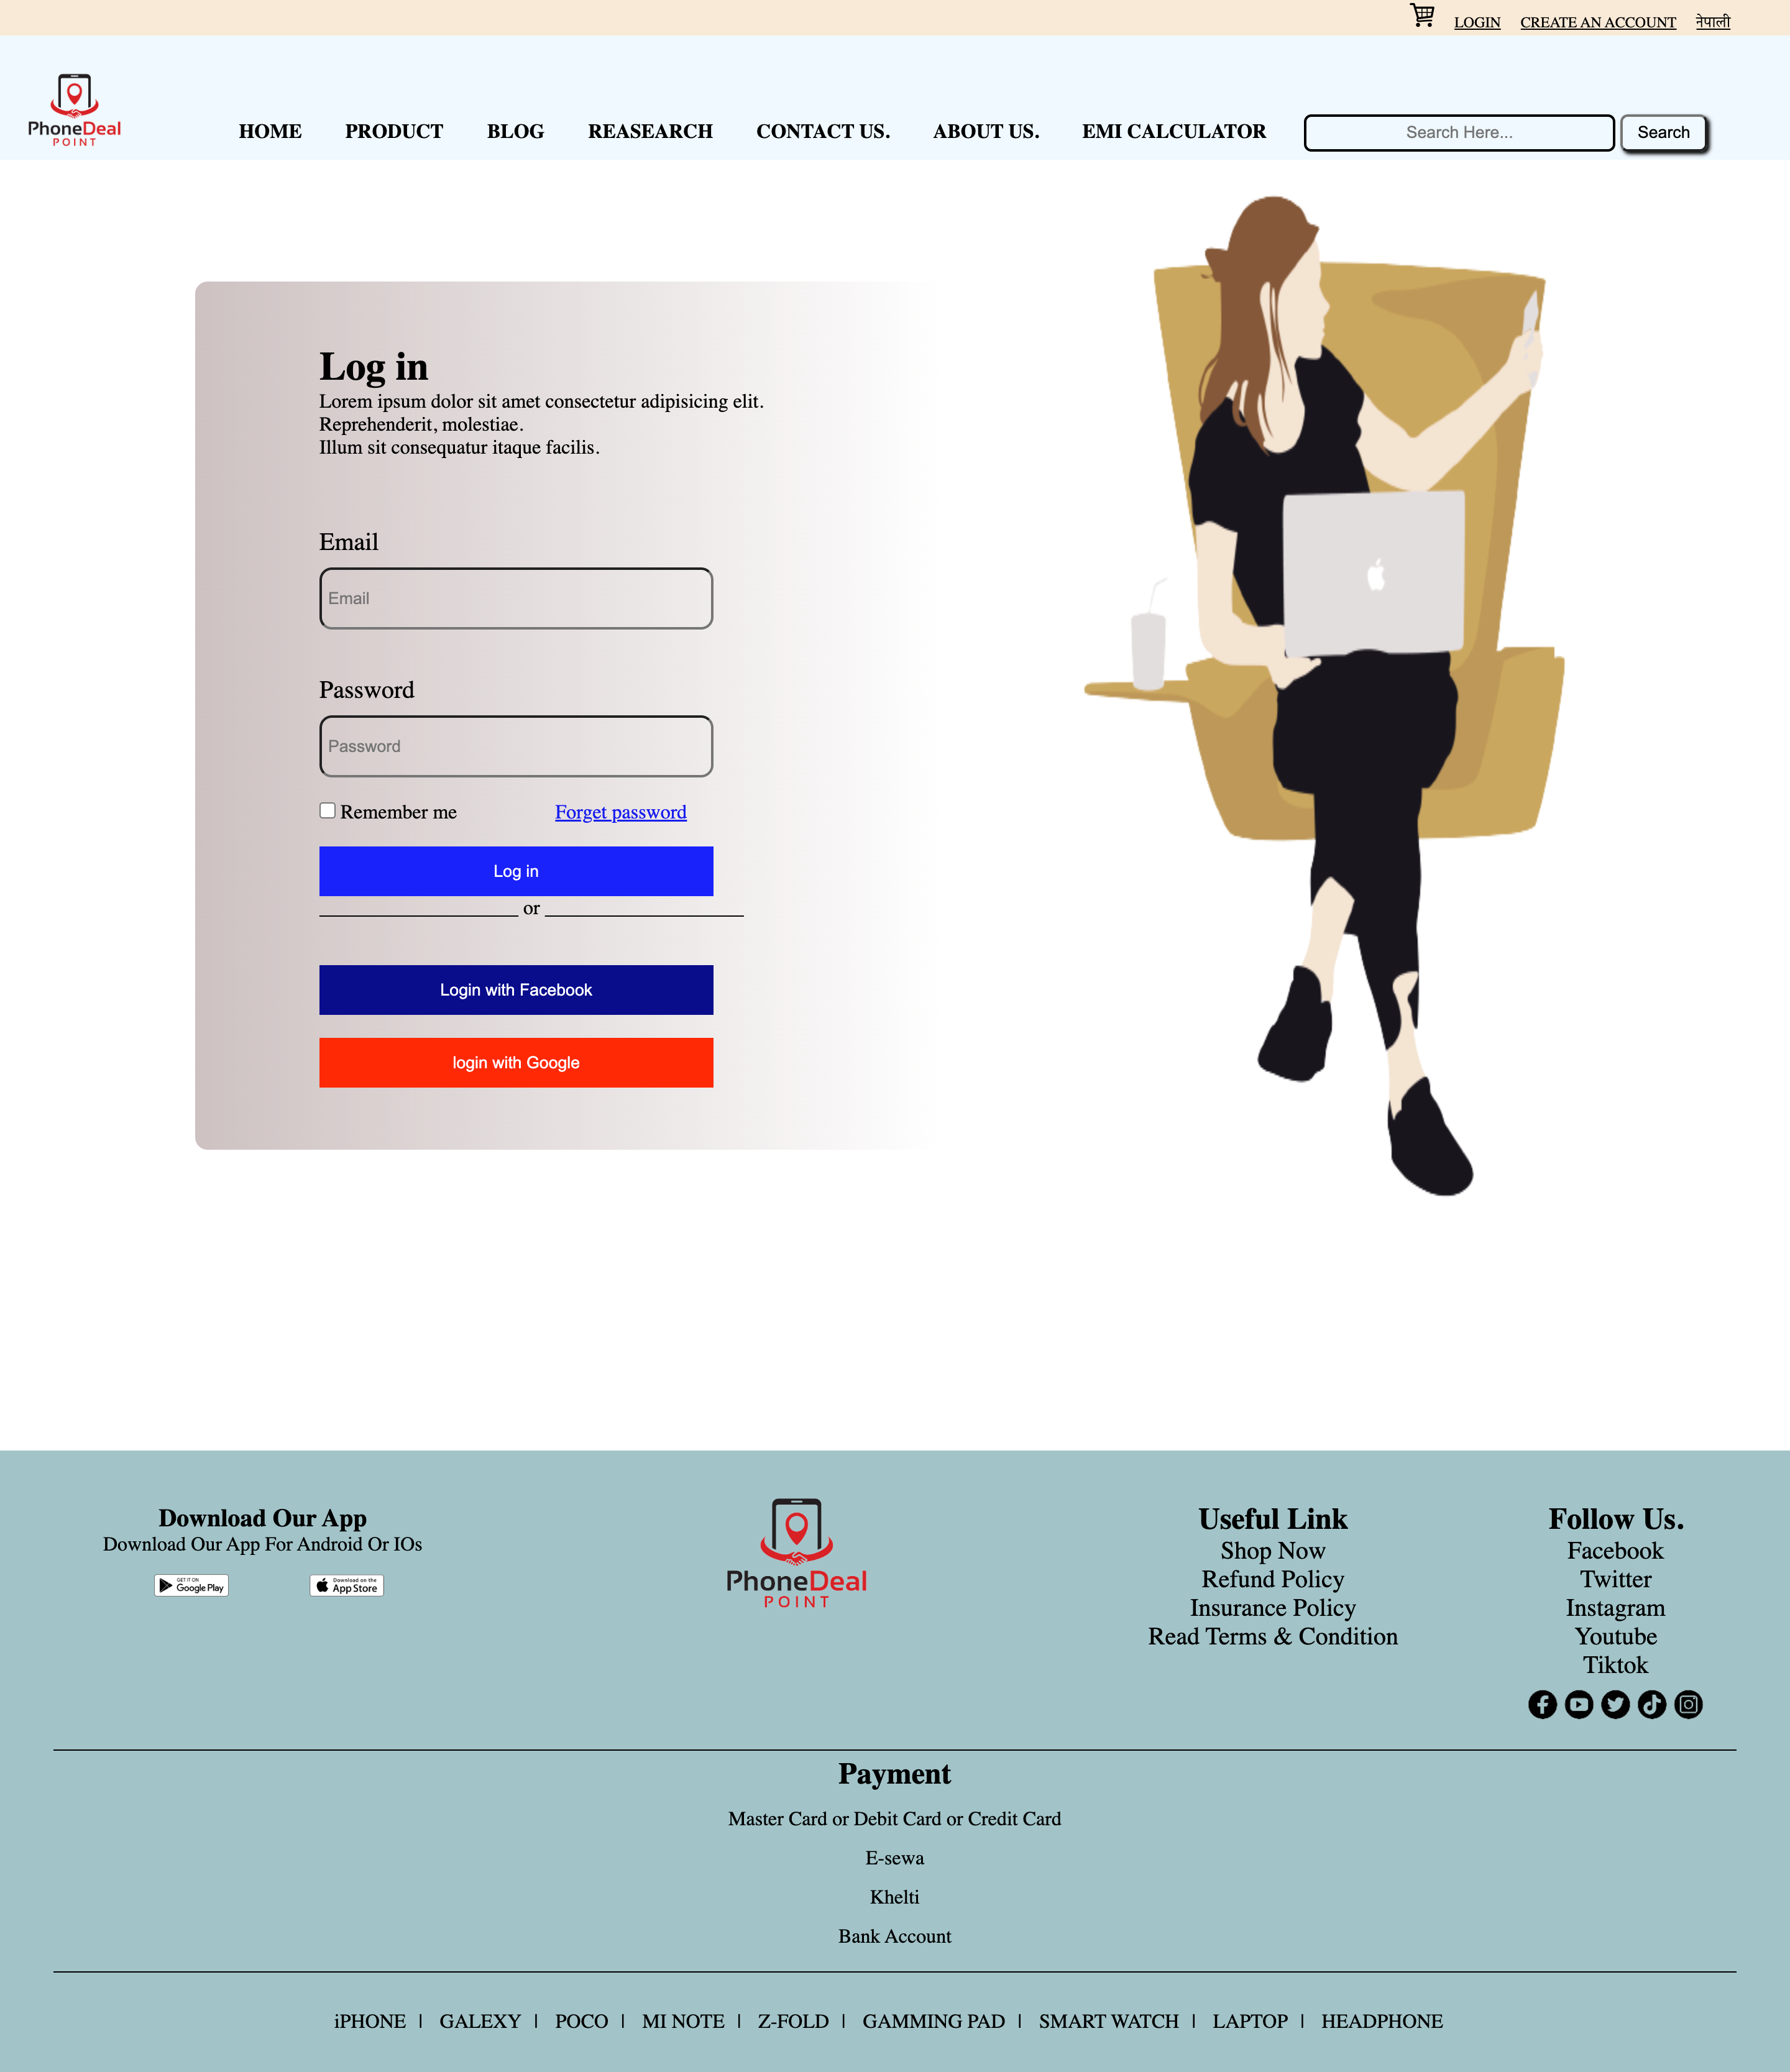 LOGIN CREATE AN ACCOUNT नेपाली
PhoneDeal
POINT
HOME PRODUCT BLOG REASEARCH CONTACT US. ABOUT US. EMI CALCULATOR Search Here... Search
Log in
Lorem ipsum dolor sit amet consectetur adipisicing elit.
Reprehenderit, molestiae.
Illum sit consequatur itaque facilis.
Email
Email
Password
Password
Remember me Forget password
Log in
____________________ or ____________________
Login with Facebook
login with Google
Download Our App
Download Our App For Android Or IOs
GET IT ON
Google Play
Download on the
App Store
PhoneDeal
POINT
Useful Link
Shop Now
Refund Policy
Insurance Policy
Read Terms & Condition
Follow Us.
Facebook
Twitter
Instagram
Youtube
Tiktok
Payment
Master Card or Debit Card or Credit Card
E-sewa
Khelti
Bank Account
iPHONE | GALEXY | POCO | MI NOTE | Z-FOLD | GAMMING PAD | SMART WATCH | LAPTOP | HEADPHONE